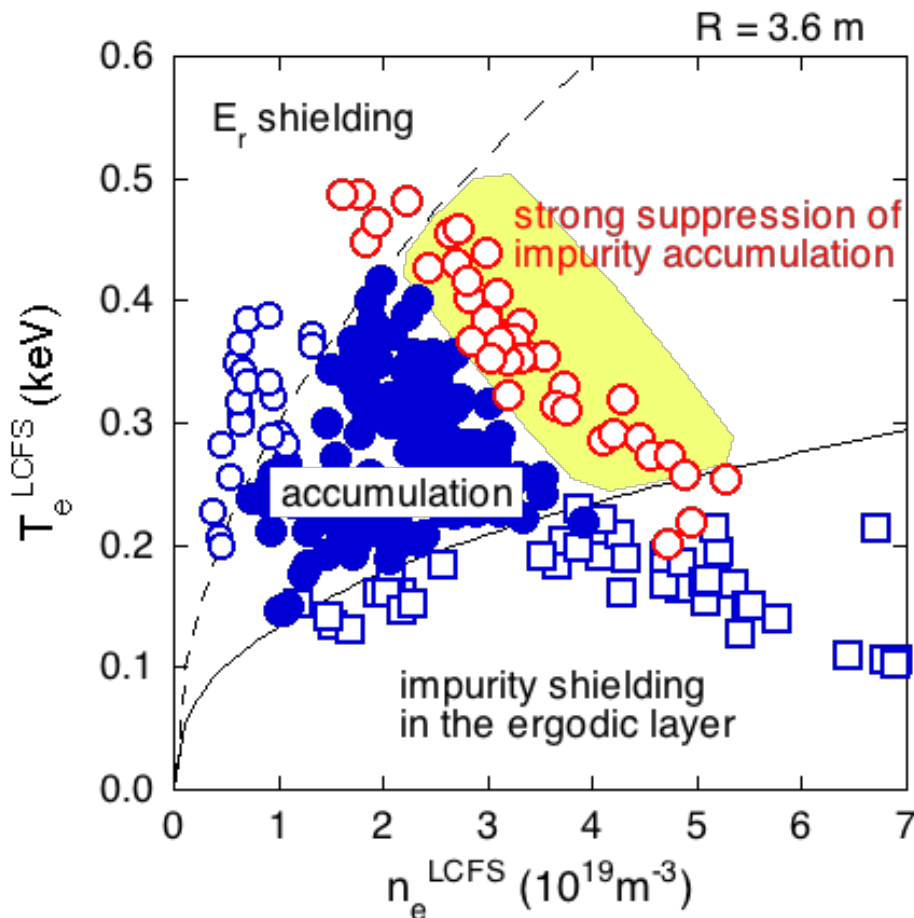 R = 3.6 m
0.6
E_r shielding
0.5
strong suppression of
impurity accumulation
0.4
T_e^LCFS (keV)
0.3
accumulation
0.2
0.1
impurity shielding
in the ergodic layer
0.0
0 1 2 3 4 5 6 7
n_e^LCFS (10^19 m^-3)